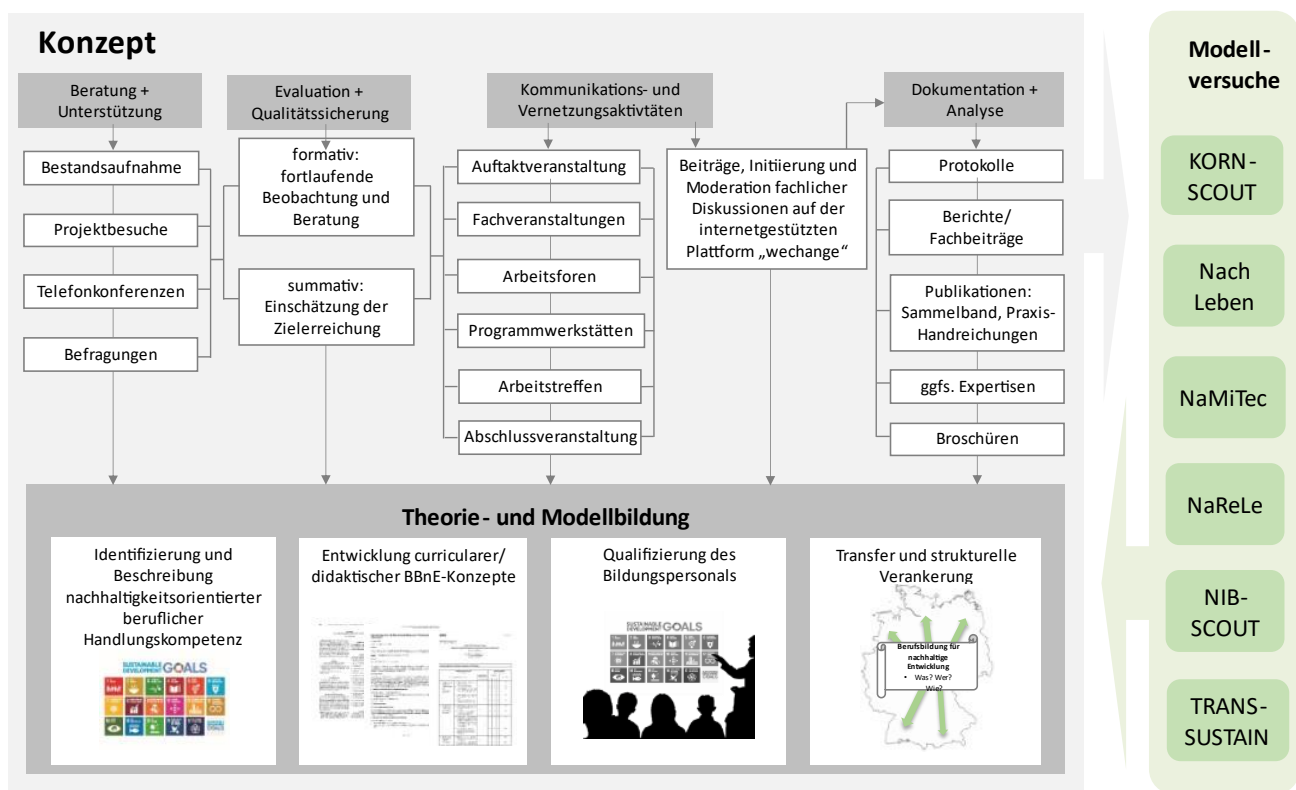 Konzept
Beratung +
Unterstützung
Evaluation +
Qualitätssicherung
Kommunikations- und
Vernetzungsaktivtäten
Dokumentation +
Analyse
Bestandsaufnahme
Projektbesuche
Telefonkonferenzen
Befragungen
formativ:
fortlaufende
Beobachtung und
Beratung
summativ:
Einschätzung der
Zielerreichung
Auftaktveranstaltung
Fachveranstaltungen
Arbeitsforen
Programmwerkstätten
Arbeitstreffen
Abschlussveranstaltung
Beiträge, Initiierung und
Moderation fachlicher
Diskussionen auf der
internetgestützten
Plattform „wechange“
Protokolle
Berichte/
Fachbeiträge
Publikationen:
Sammelband, Praxis-
Handreichungen
ggfs. Expertisen
Broschüren
Theorie- und Modellbildung
Identifizierung und
Beschreibung
nachhaltigkeitsorientierter
beruflicher
Handlungskompetenz
SUSTAINABLE
DEVELOPMENT GOALS
Entwicklung curricularer/
didaktischer BBnE-Konzepte
Qualifizierung des
Bildungspersonals
SUSTAINABLE
DEVELOPMENT GOALS
Transfer und strukturelle
Verankerung
Berufsbildung für
nachhaltige
Entwicklung
• Was? Wer?
Wie?
Modell-
versuche
KORN-
SCOUT
Nach
Leben
NaMiTec
NaReLe
NIB-
SCOUT
TRANS-
SUSTAIN